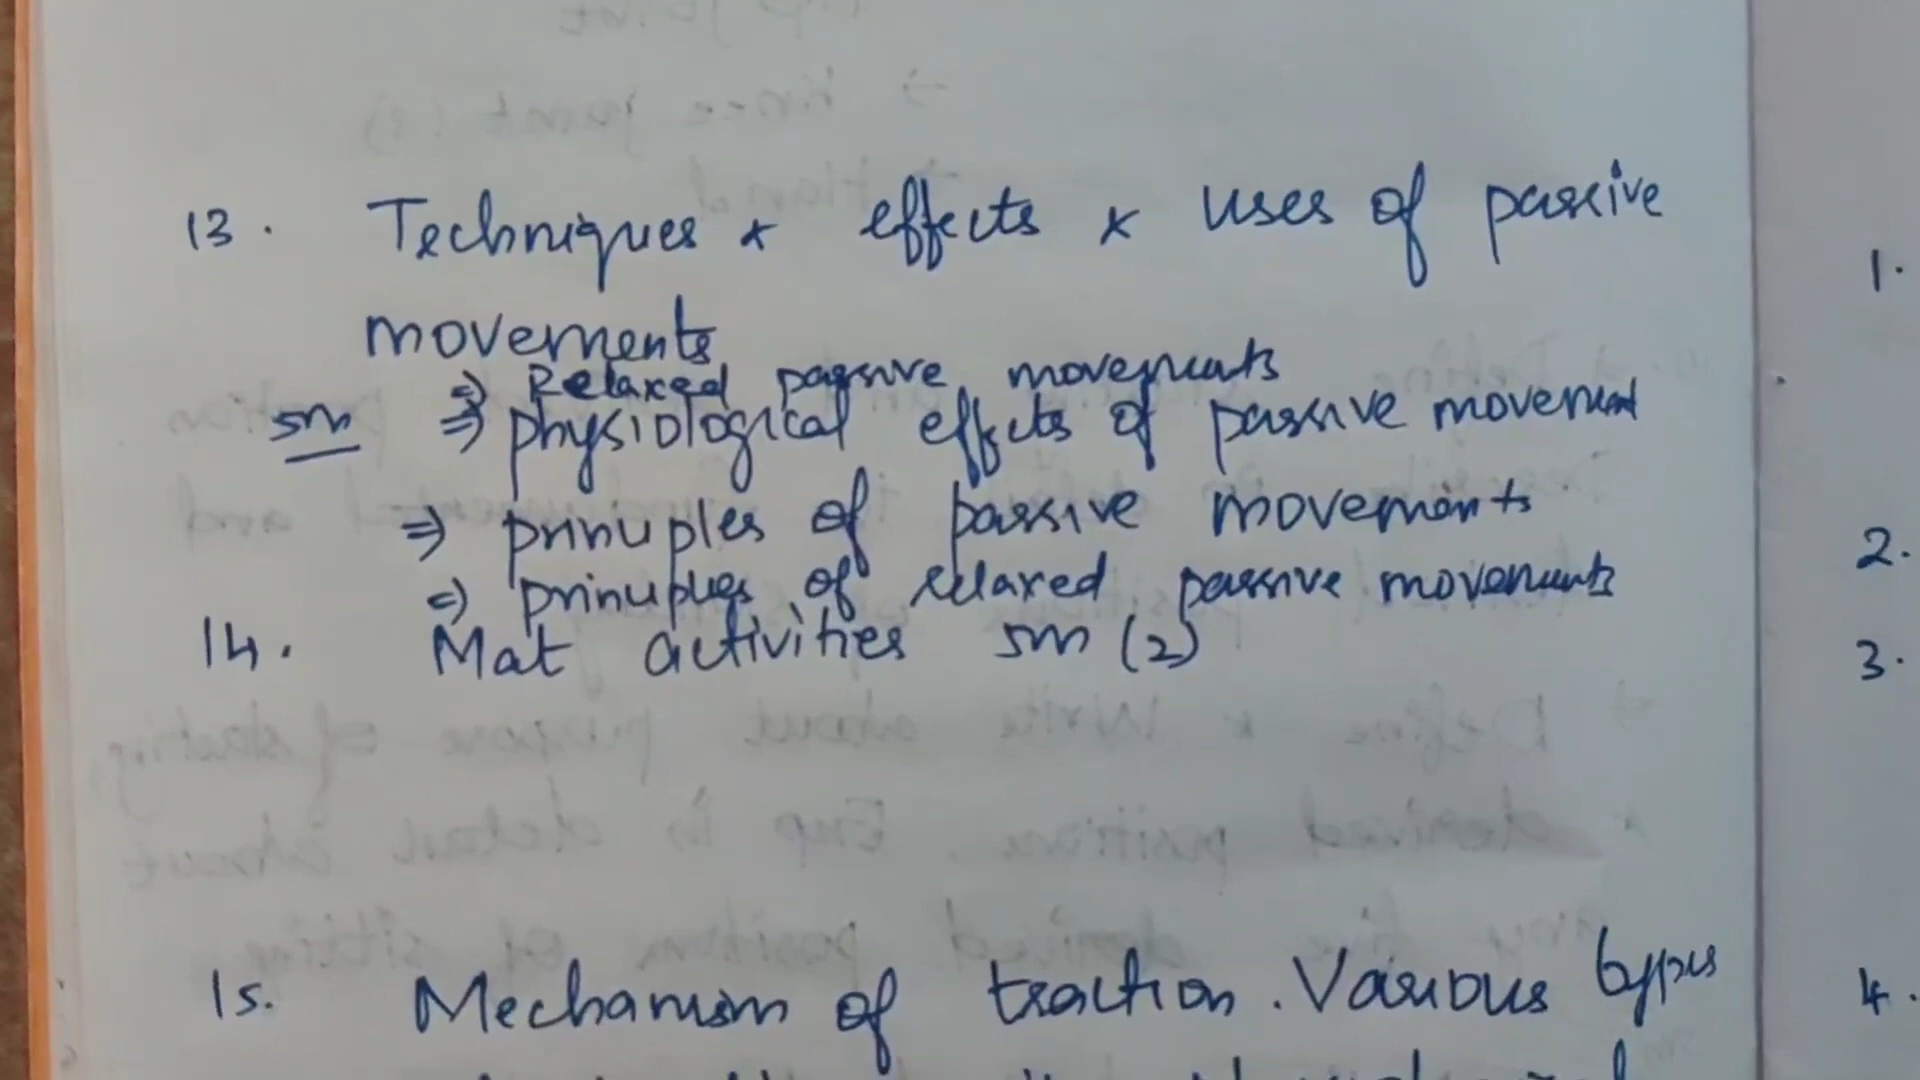 13. Techniques & effects & uses of passive
movements
⇒ Relaxed passive movements
5m ⇒ physiological effects of passive movement
⇒ principles of passive movements
⇒ principles of relaxed passive movements
14. Mat activities 5m (2)
15. Mechanism of traction. Various types
1.
2.
3.
4.